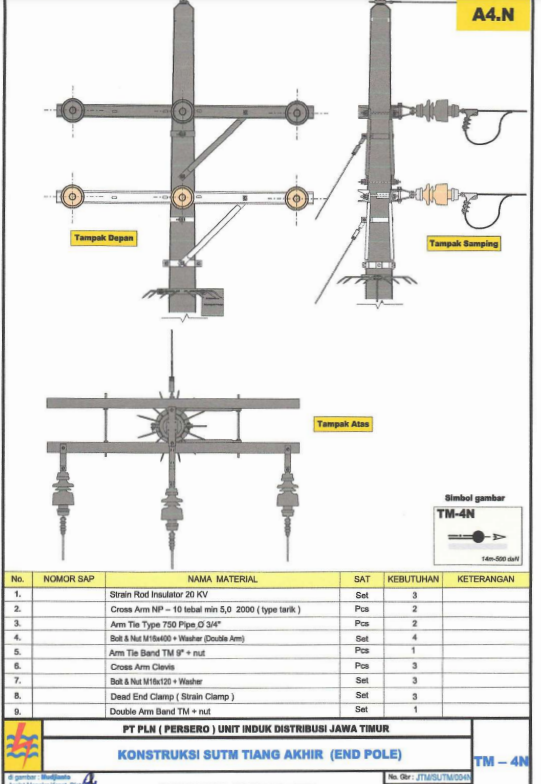 A4.N
Tampak Depan
Tampak Samping
Tampak Atas
Simbol gambar
TM-4N
14m-500 daN
No. NOMOR SAP NAMA MATERIAL SAT KEBUTUHAN KETERANGAN
1. Strain Rod Insulator 20 KV Set 3
2. Cross Arm NP – 10 tebal min 5,0 2000 ( type tarik ) Pcs 2
3. Arm Tie Type 750 Pipe Ø 3/4" Pcs 2
4. Bolt & Nut M16x400 + Washer (Double Arm) Set 4
5. Arm Tie Band TM 9" + nut Pcs 1
6. Cross Arm Clevis Pcs 3
7. Bolt & Nut M16x120 + Washer Set 3
8. Dead End Clamp ( Strain Clamp ) Set 3
9. Double Arm Band TM + nut Set 1
PT PLN ( PERSERO ) UNIT INDUK DISTRIBUSI JAWA TIMUR
KONSTRUKSI SUTM TIANG AKHIR (END POLE)
TM – 4N
di gambar : Mudjianto
No. Gbr : JTM/SUTM/004N